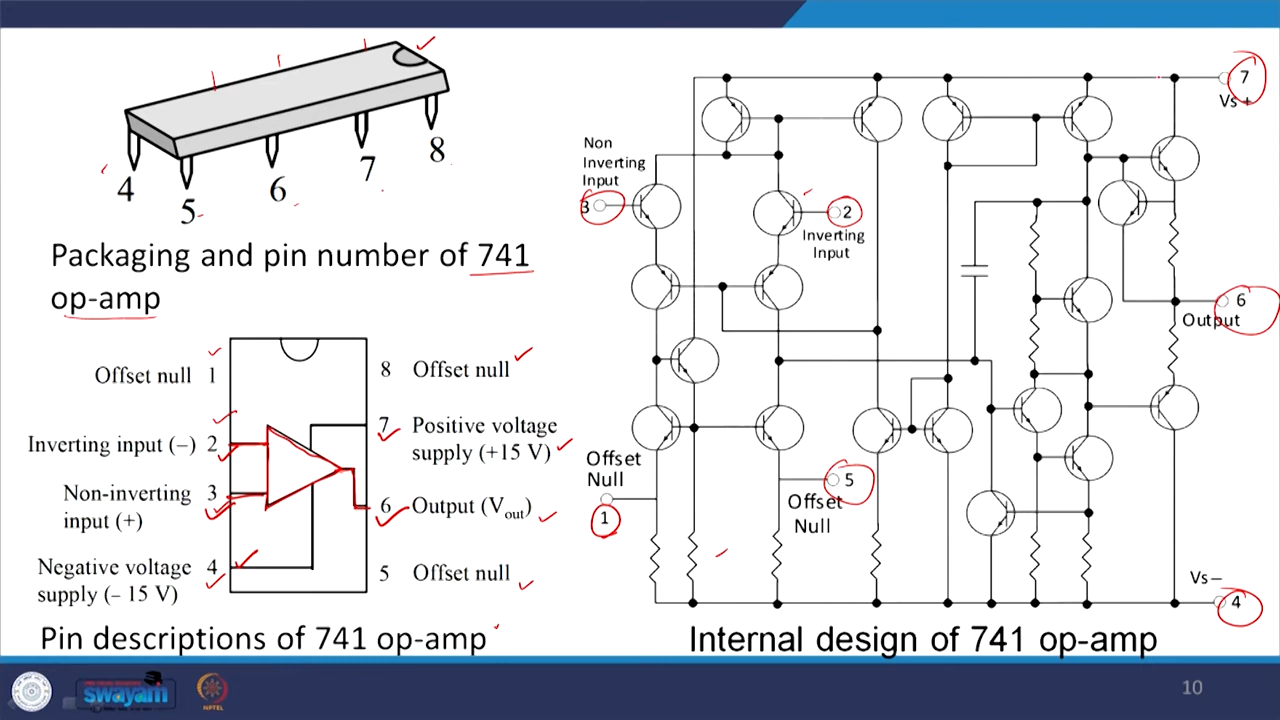 4
5
6
7
8
Packaging and pin number of 741
op-amp
Offset null 1
Inverting input (–) 2
Non-inverting 3
input (+)
Negative voltage 4
supply (– 15 V)
8 Offset null
7 Positive voltage
supply (+15 V)
6 Output (Vout)
5 Offset null
Pin descriptions of 741 op-amp
Non
Inverting
Input
3
2
Inverting
Input
Offset
Null
1
5
Offset
Null
7
Vs+
6
Output
Vs–
4
Internal design of 741 op-amp
swayam
NPTEL
10